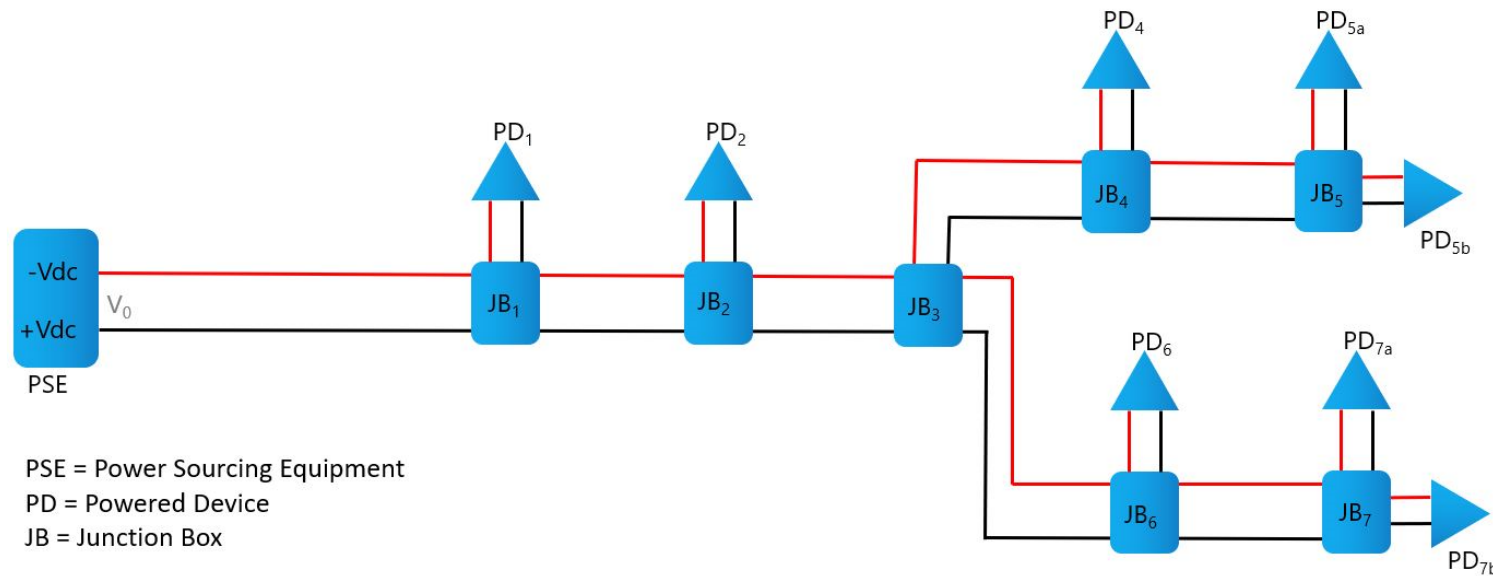 PD₄
PD₅ₐ
PD₁
PD₂
JB₄
JB₅
PD₅b
-Vdc
V₀
+Vdc
PSE
JB₁
JB₂
JB₃
PD₆
PD₇ₐ
PSE = Power Sourcing Equipment
PD = Powered Device
JB = Junction Box
JB₆
JB₇
PD₇b